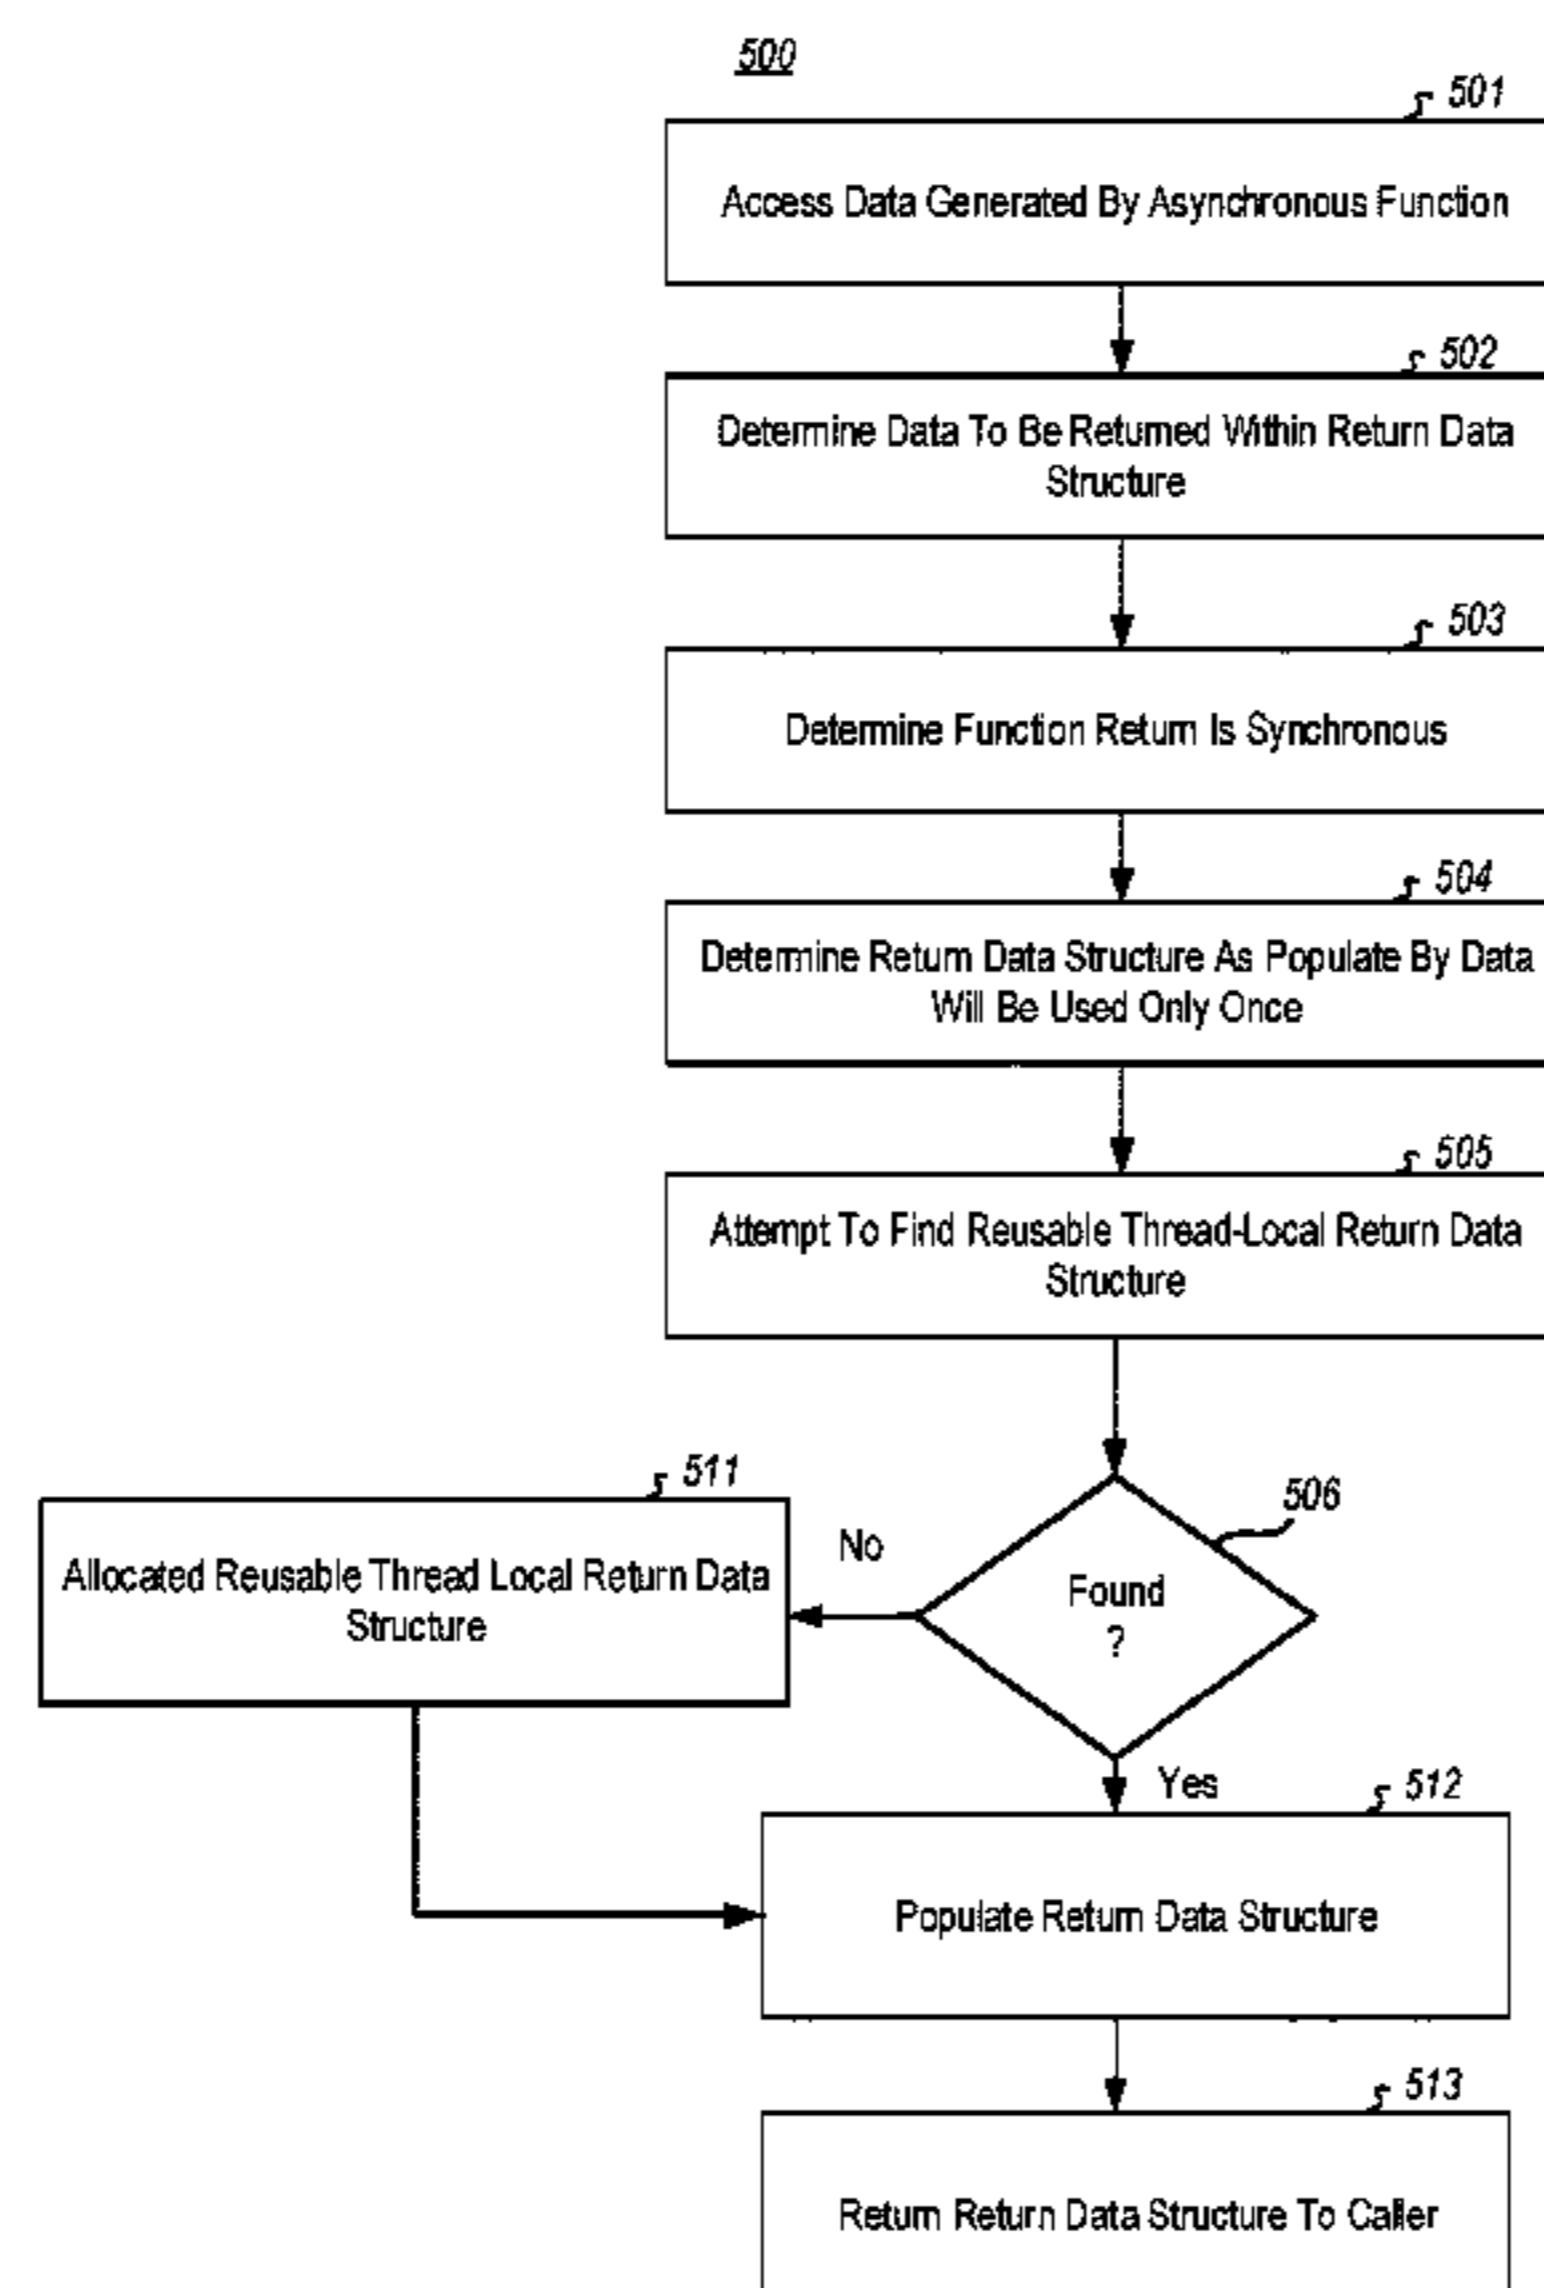 500
501
Access Data Generated By Asynchronous Function
502
Determine Data To Be Returned Within Return Data
Structure
503
Determine Function Return Is Synchronous
504
Determine Return Data Structure As Populate By Data
Will Be Used Only Once
505
Attempt To Find Reusable Thread-Local Return Data
Structure
506
Found
?
No
511
Allocated Reusable Thread Local Return Data
Structure
Yes
512
Populate Return Data Structure
513
Return Return Data Structure To Caller